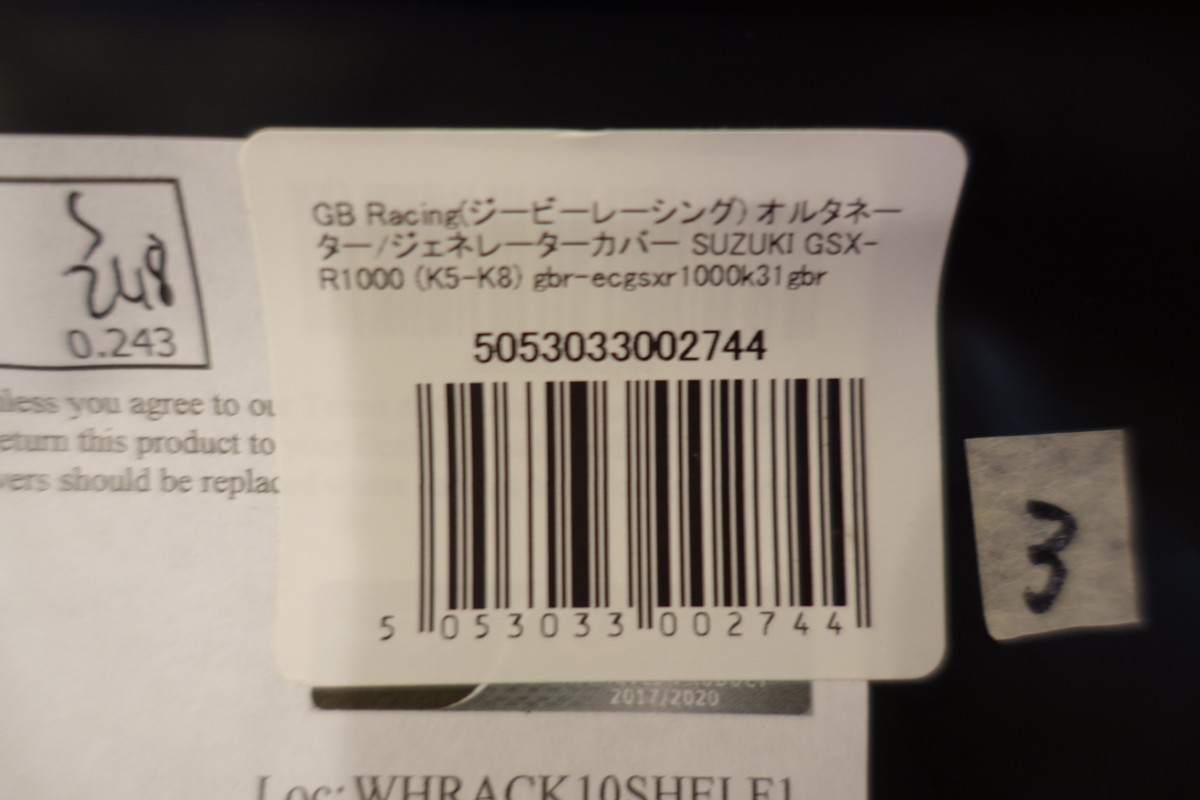 248
0.243
GB Racing(ジービーレーシング) オルタネー
ター/ジェネレーターカバー SUZUKI GSX-
R1000 (K5-K8) gbr-ecgsxr1000k31gbr
5053033002744
5 053033 002744
less you agree to ou
eturn this product to
vers should be replac
3
2017/2020
Loc: WHRACK10SHELF1